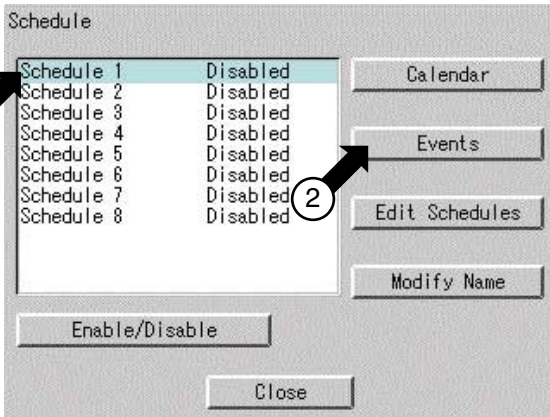 Schedule
Schedule 1 Disabled
Schedule 2 Disabled
Schedule 3 Disabled
Schedule 4 Disabled
Schedule 5 Disabled
Schedule 6 Disabled
Schedule 7 Disabled
Schedule 8 Disabled
Calendar
Events
2
Edit Schedules
Modify Name
Enable/Disable
Close